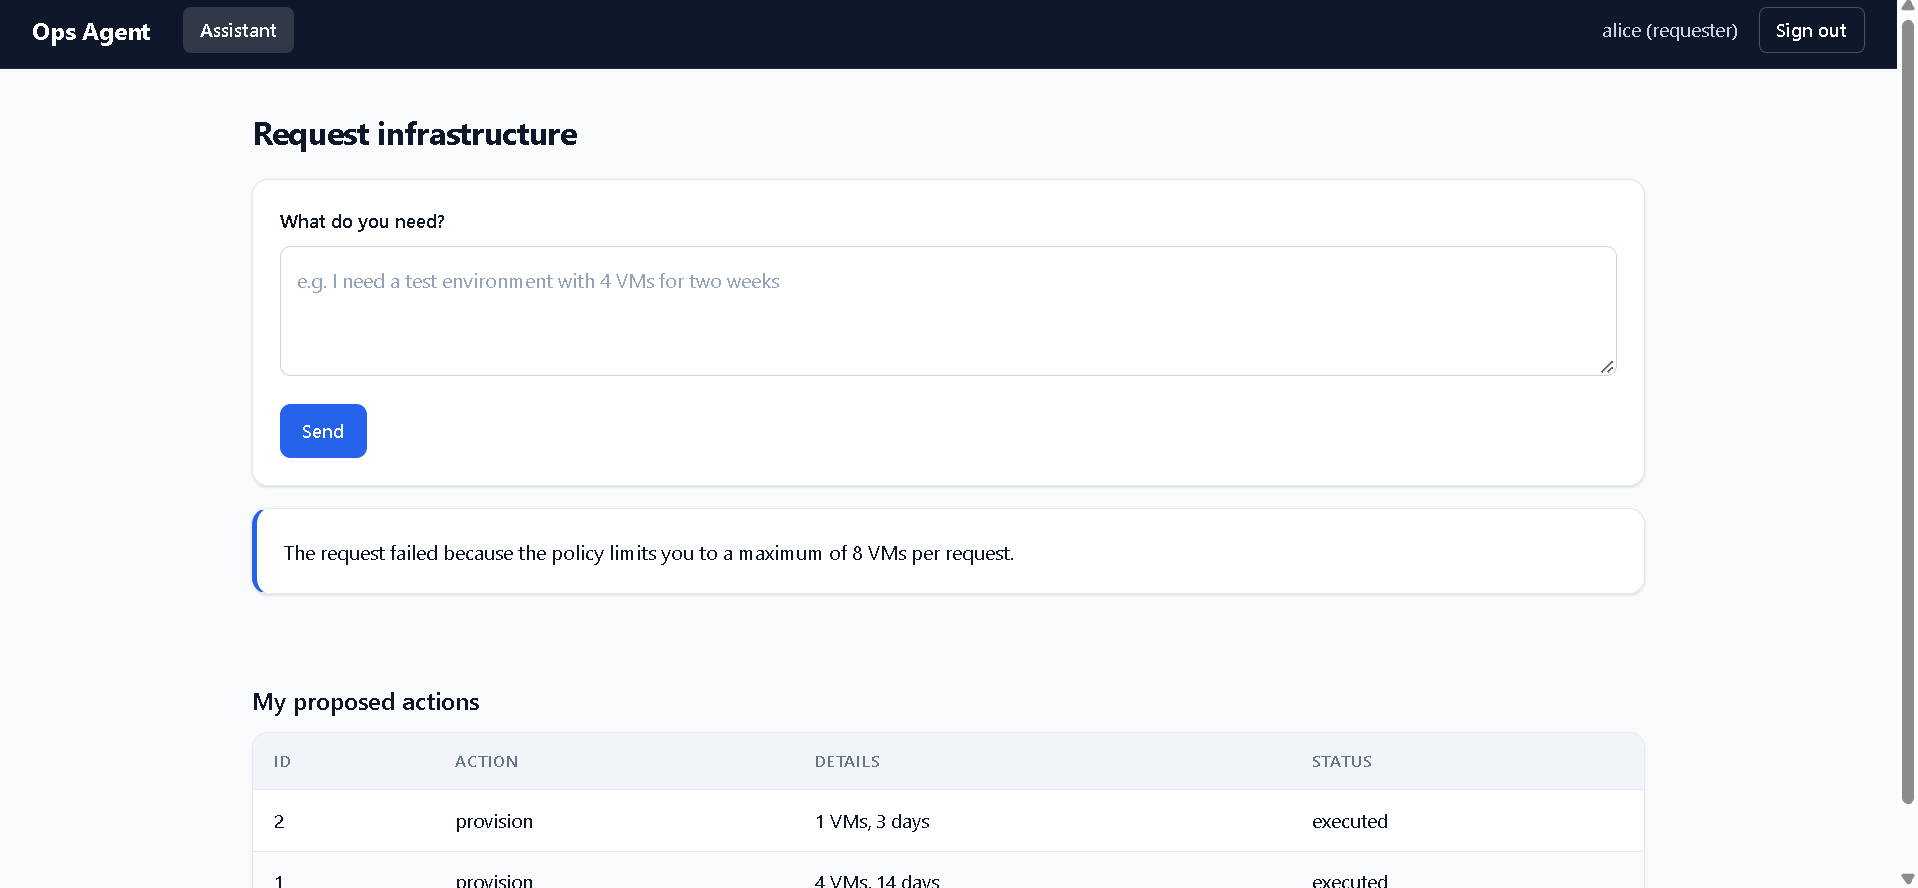 Ops Agent Assistant alice (requester) Sign out
Request infrastructure
What do you need?
e.g. I need a test environment with 4 VMs for two weeks
Send
The request failed because the policy limits you to a maximum of 8 VMs per request.
My proposed actions
ID ACTION DETAILS STATUS
2 provision 1 VMs, 3 days executed
1 provision 4 VMs, 14 days executed